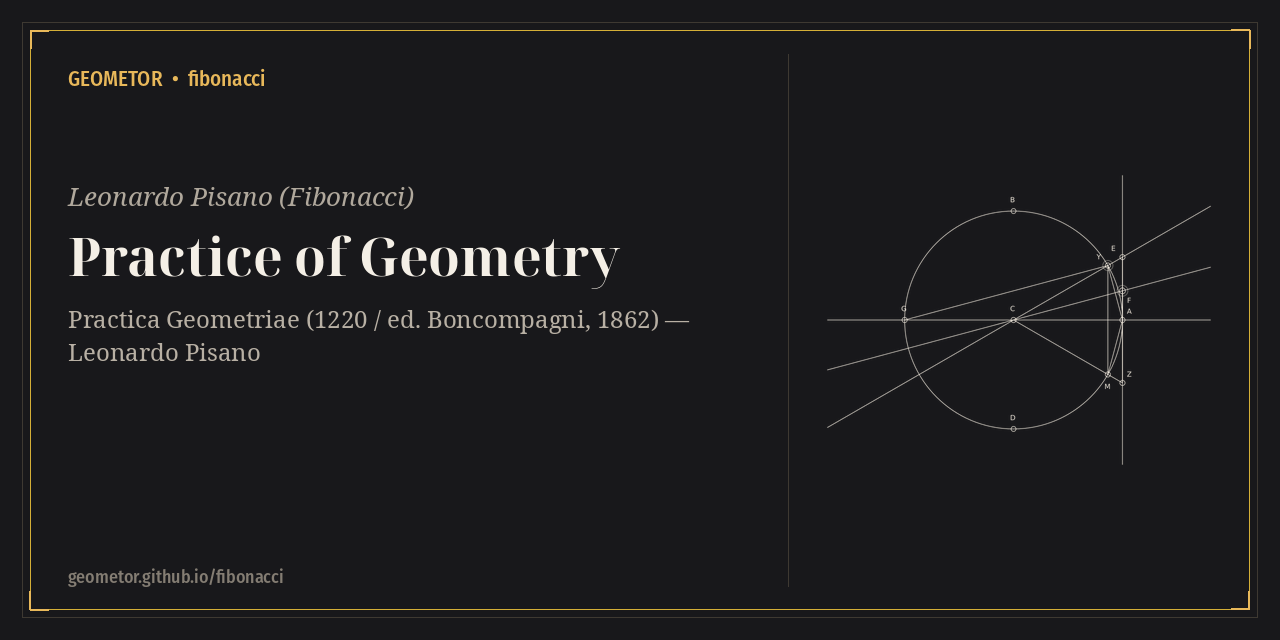 GEOMETOR • fibonacci
Leonardo Pisano (Fibonacci)
Practice of Geometry
Practica Geometriae (1220 / ed. Boncompagni, 1862) —
Leonardo Pisano
geometor.github.io/fibonacci
B
E
Y
F
G
C
A
Z
M
D